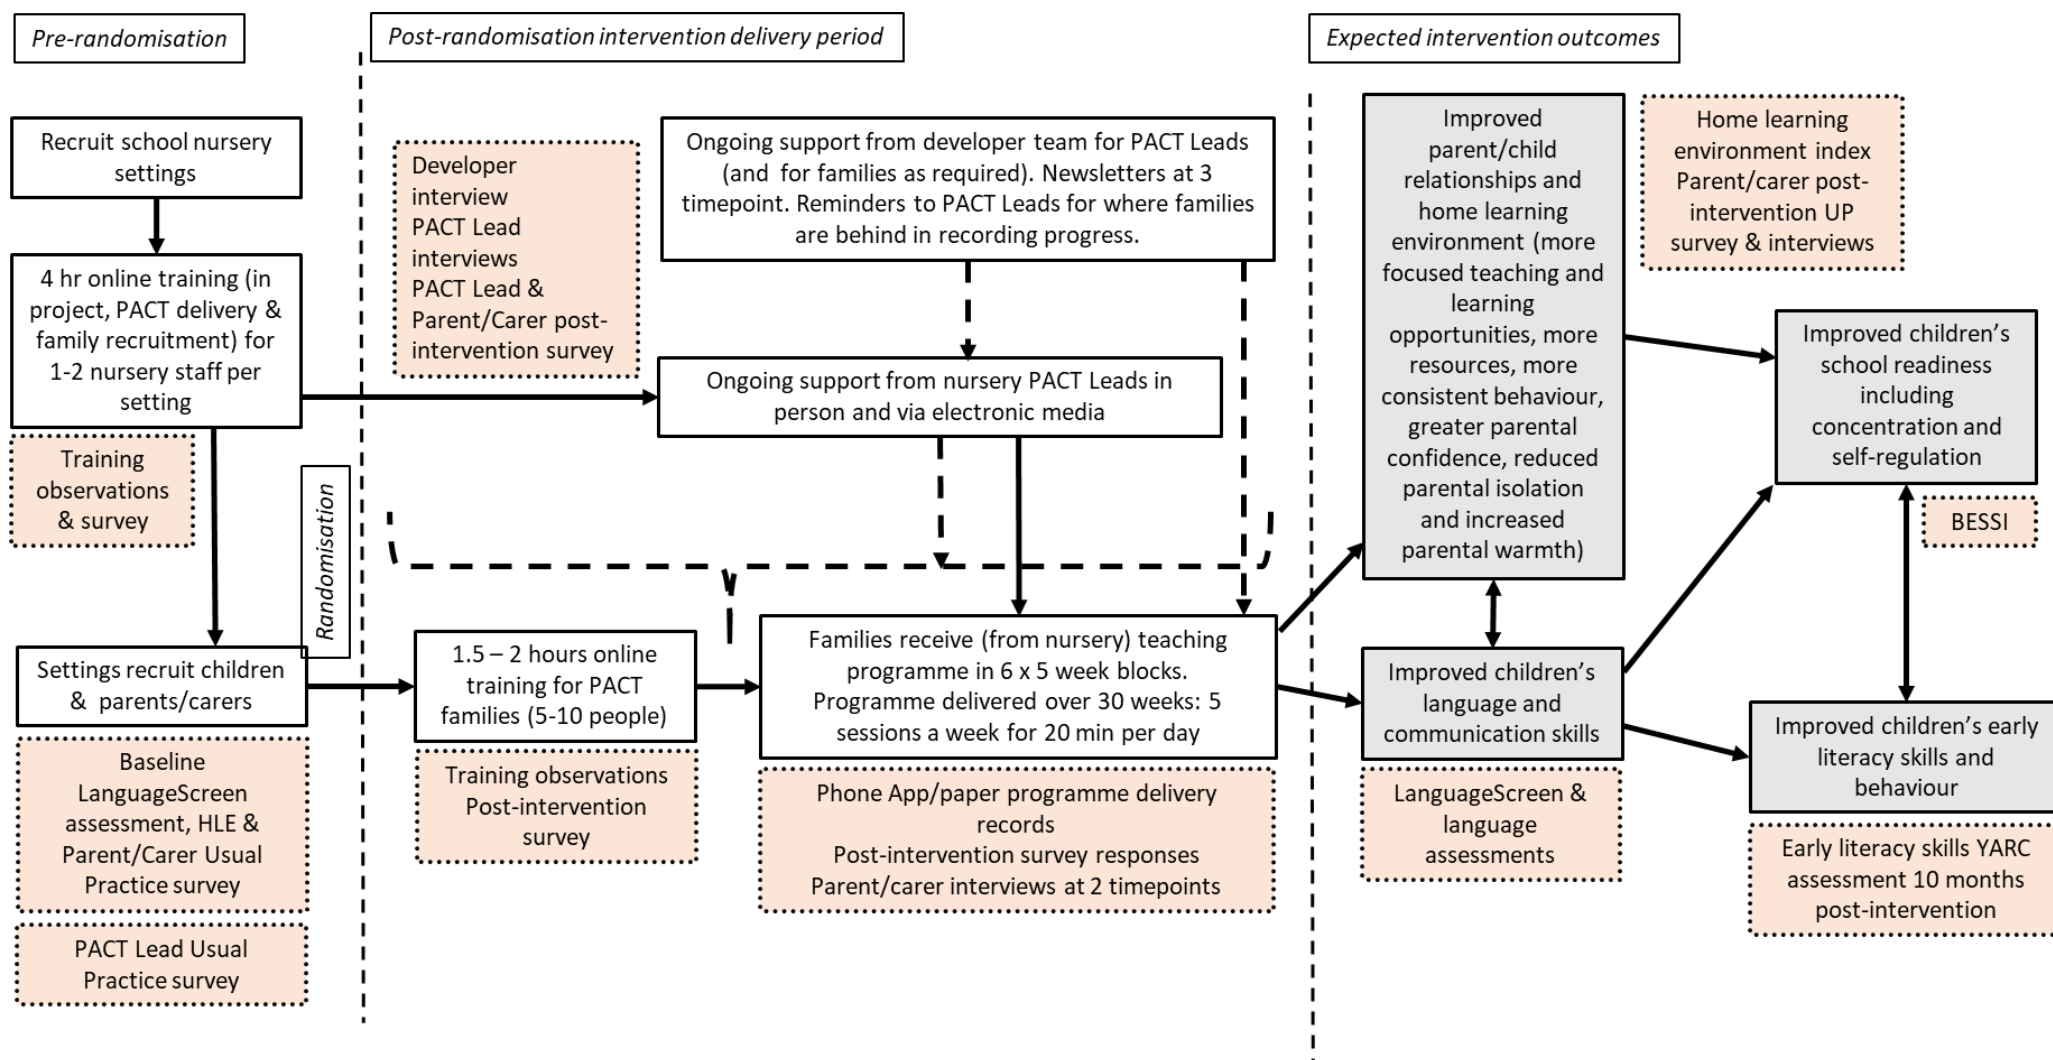 Pre-randomisation
Post-randomisation intervention delivery period
Expected intervention outcomes
Recruit school nursery
settings
4 hr online training (in
project, PACT delivery &
family recruitment) for
1-2 nursery staff per
setting
Training
observations
& survey
Randomisation
Settings recruit children
& parents/carers
Baseline
LanguageScreen
assessment, HLE &
Parent/Carer Usual
Practice survey
PACT Lead Usual
Practice survey
Developer
interview
PACT Lead
interviews
PACT Lead &
Parent/Carer post-
intervention survey
Ongoing support from developer team for PACT Leads
(and for families as required). Newsletters at 3
timepoint. Reminders to PACT Leads for where families
are behind in recording progress.
Ongoing support from nursery PACT Leads in
person and via electronic media
1.5 – 2 hours online
training for PACT
families (5-10 people)
Training observations
Post-intervention
survey
Families receive (from nursery) teaching
programme in 6 x 5 week blocks.
Programme delivered over 30 weeks: 5
sessions a week for 20 min per day
Phone App/paper programme delivery
records
Post-intervention survey responses
Parent/carer interviews at 2 timepoints
Improved
parent/child
relationships and
home learning
environment (more
focused teaching and
learning
opportunities, more
resources, more
consistent behaviour,
greater parental
confidence, reduced
parental isolation
and increased
parental warmth)
Home learning
environment index
Parent/carer post-
intervention UP
survey & interviews
Improved children’s
language and
communication skills
LanguageScreen &
language
assessments
Improved children’s
school readiness
including
concentration and
self-regulation
BESSI
Improved children’s early
literacy skills and
behaviour
Early literacy skills YARC
assessment 10 months
post-intervention